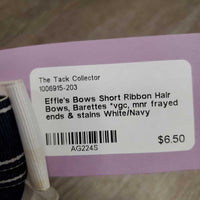 The Tack Collector
1006915-203
Effie's Bows Short Ribbon Hair
Bows, Barettes *vgc, mnr frayed
ends & stains White/Navy
$6.50
AG224S